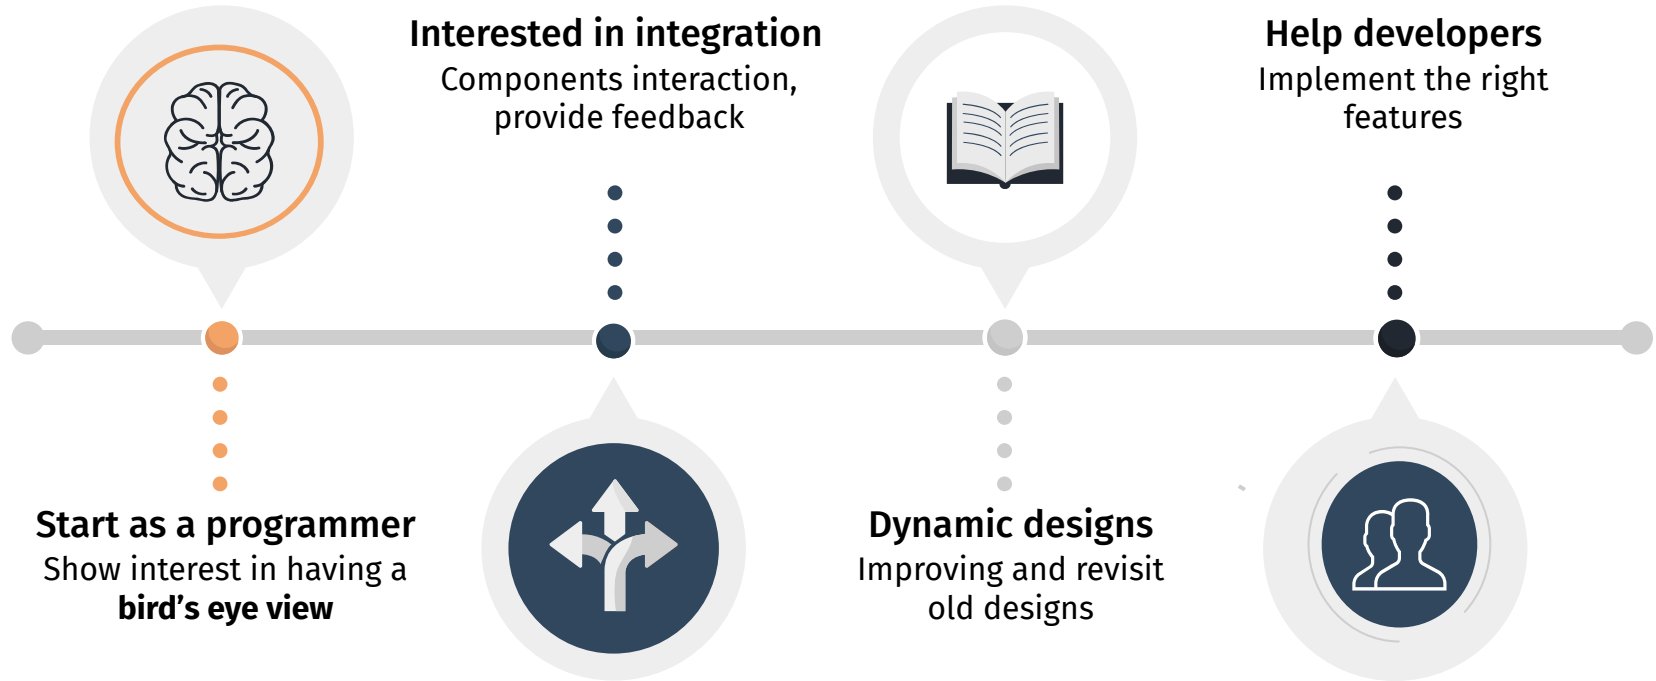 Start as a programmer
Show interest in having a
bird's eye view
Interested in integration
Components interaction,
provide feedback
Dynamic designs
Improving and revisit
old designs
Help developers
Implement the right
features